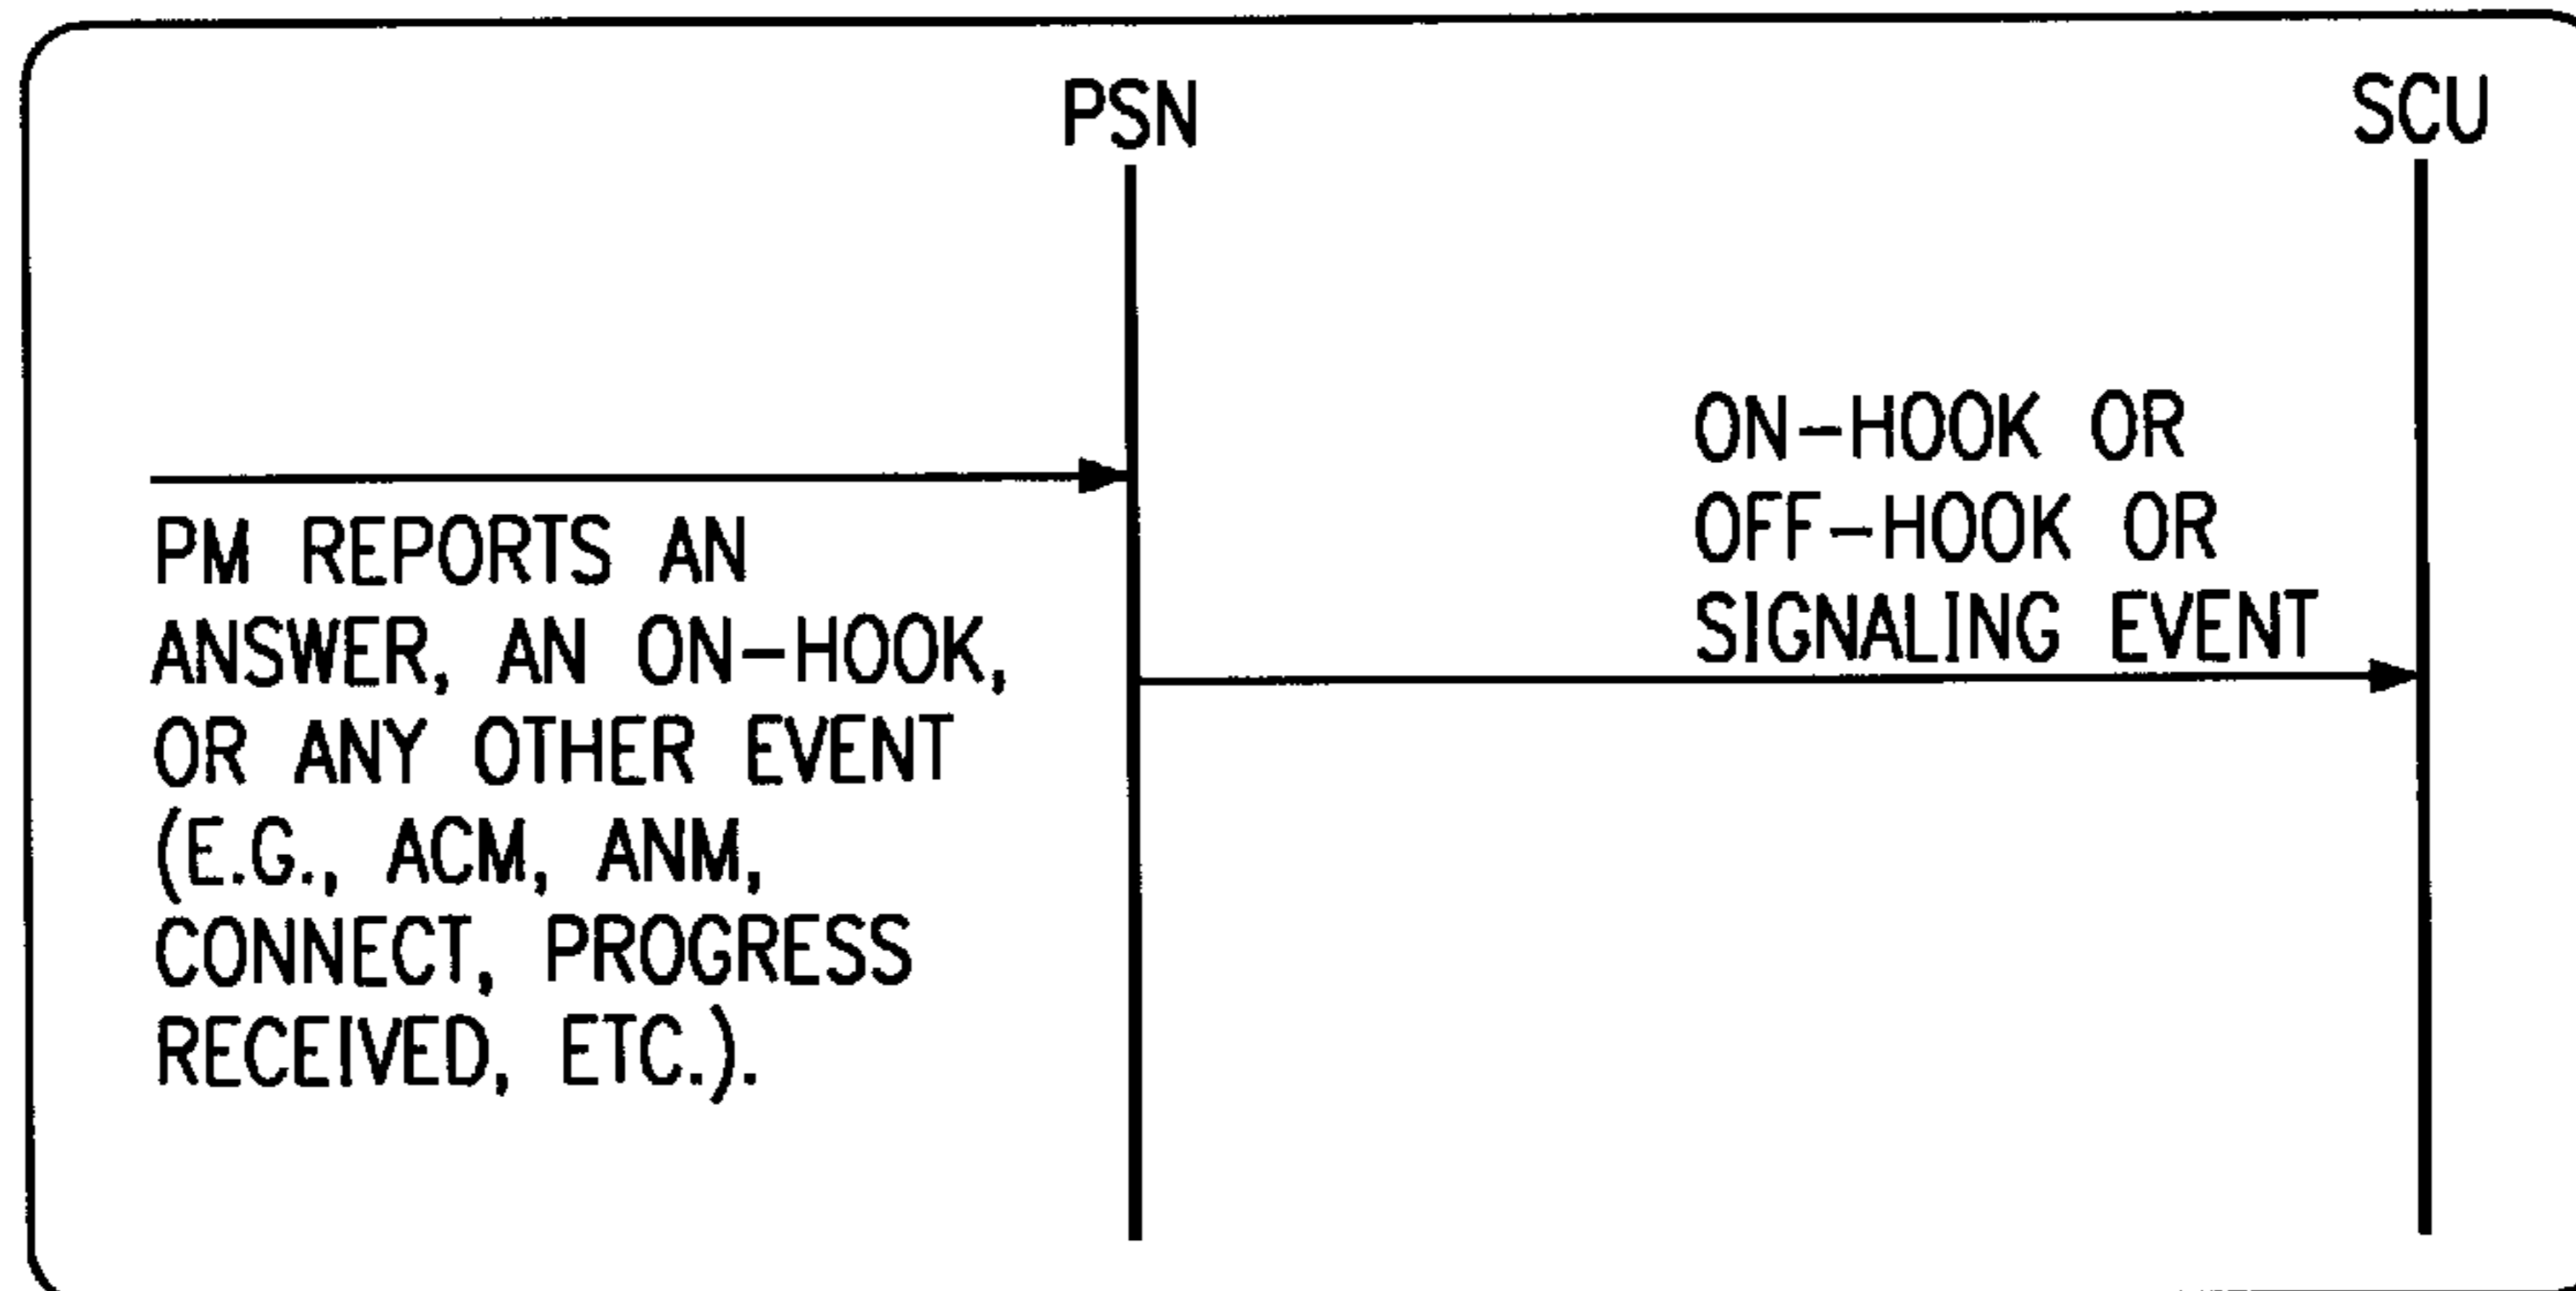 PSN
SCU
PM REPORTS AN
ANSWER, AN ON-HOOK,
OR ANY OTHER EVENT
(E.G., ACM, ANM,
CONNECT, PROGRESS
RECEIVED, ETC.).
ON-HOOK OR
OFF-HOOK OR
SIGNALING EVENT